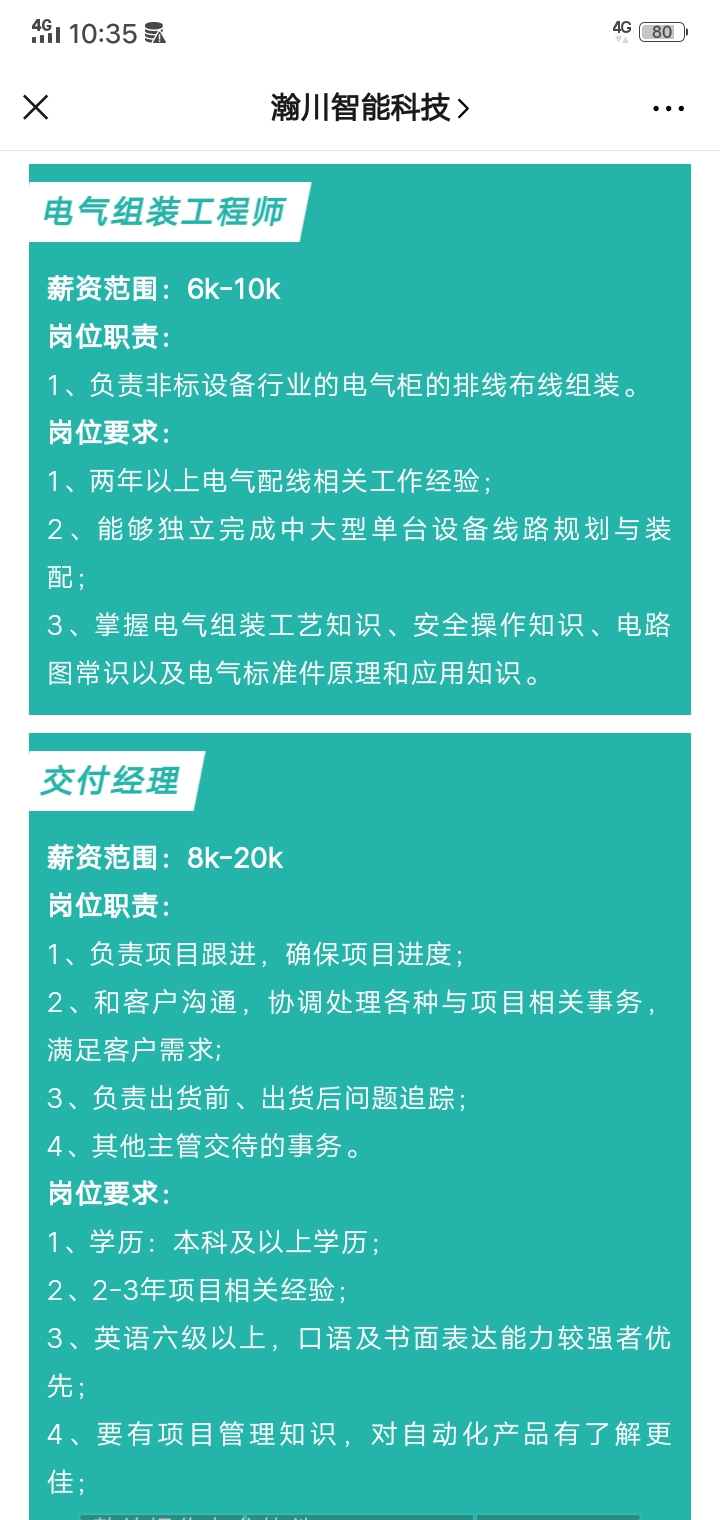 4G 10:35 4G 80
瀚川智能科技
电气组装工程师
薪资范围：6k-10k
岗位职责：
1、负责非标设备行业的电气柜的排线布线组装。
岗位要求：
1、两年以上电气配线相关工作经验；
2、能够独立完成中大型单台设备线路规划与装
配；
3、掌握电气组装工艺知识、安全操作知识、电路
图常识以及电气标准件原理和应用知识。
交付经理
薪资范围：8k-20k
岗位职责：
1、负责项目跟进，确保项目进度；
2、和客户沟通，协调处理各种与项目相关事务，
满足客户需求；
3、负责出货前、出货后问题追踪；
4、其他主管交待的事务。
岗位要求：
1、学历：本科及以上学历；
2、2-3年项目相关经验；
3、英语六级以上，口语及书面表达能力较强者优
先；
4、要有项目管理知识，对自动化产品有了解更
佳；